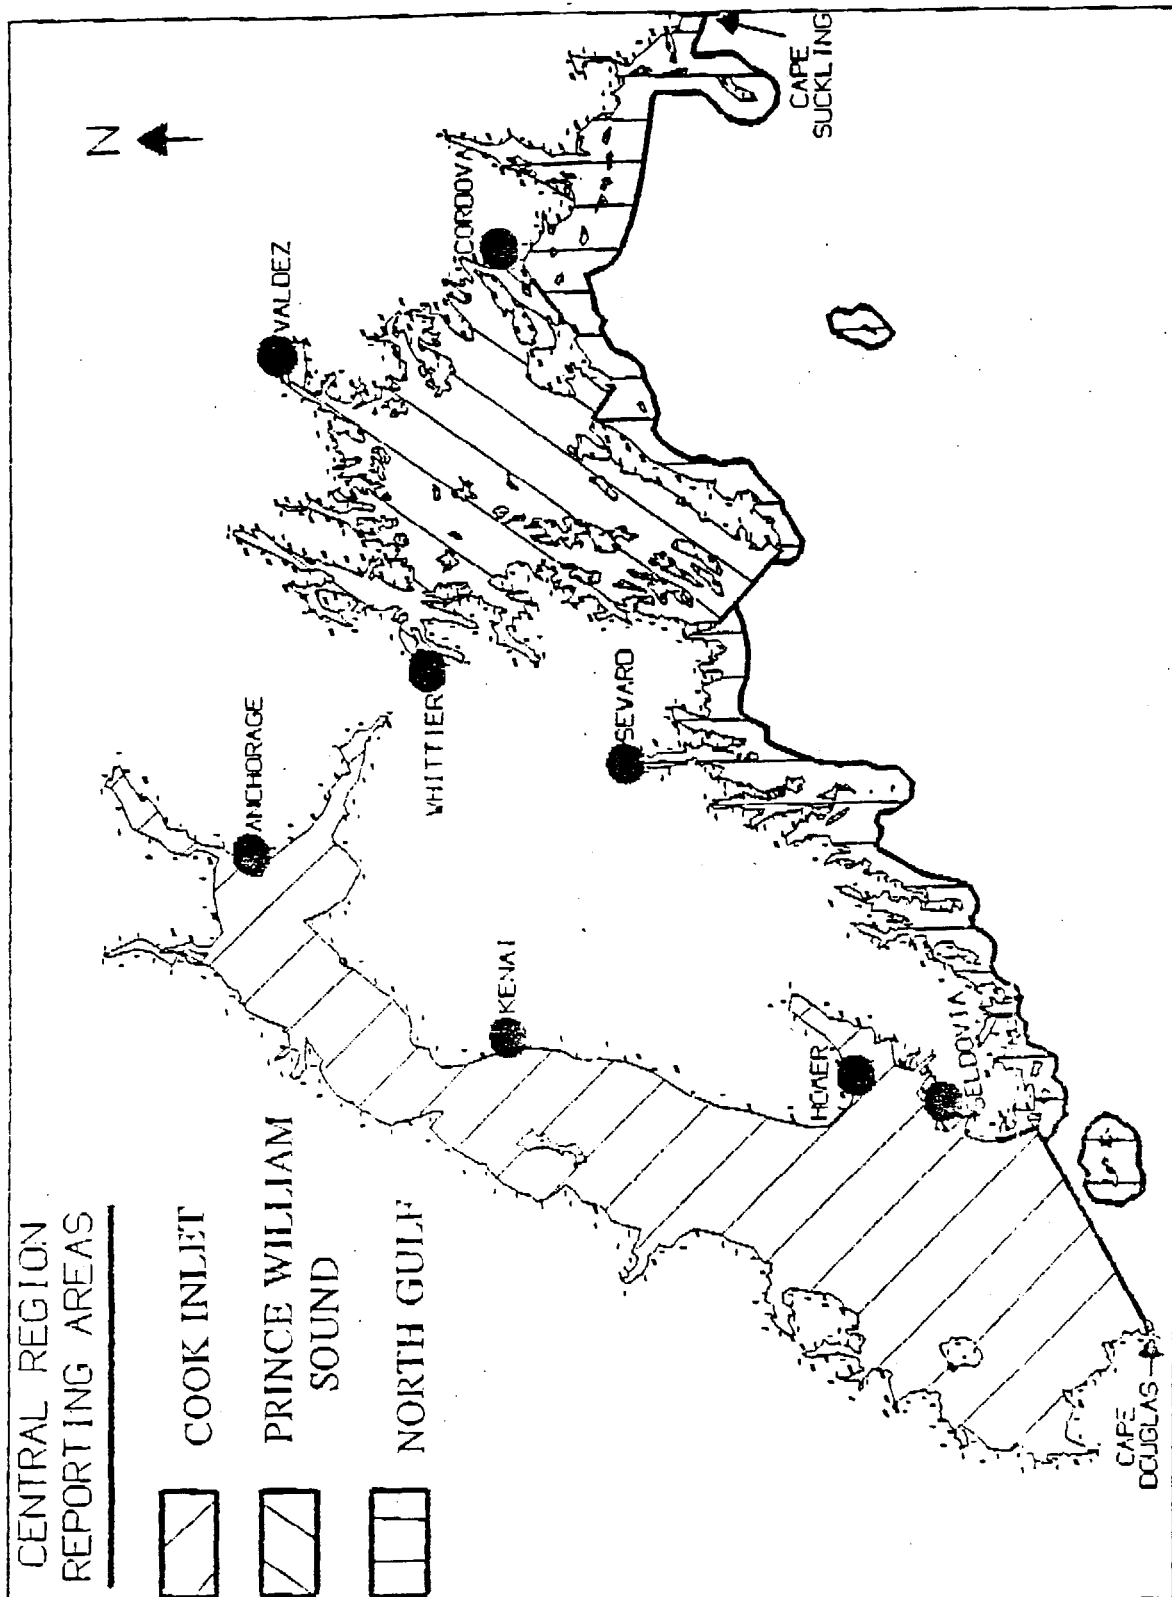 CENTRAL REGION
REPORTING AREAS
COOK INLET
PRINCE WILLIAM
SOUND
NORTH GULF
N
VALDEZ
CORDOVA
CAPE
SUCKLING
ANCHORAGE
WHITTIER
SEWARD
KENAI
HOMER
SELDOVIA
CAPE
DOUGLAS